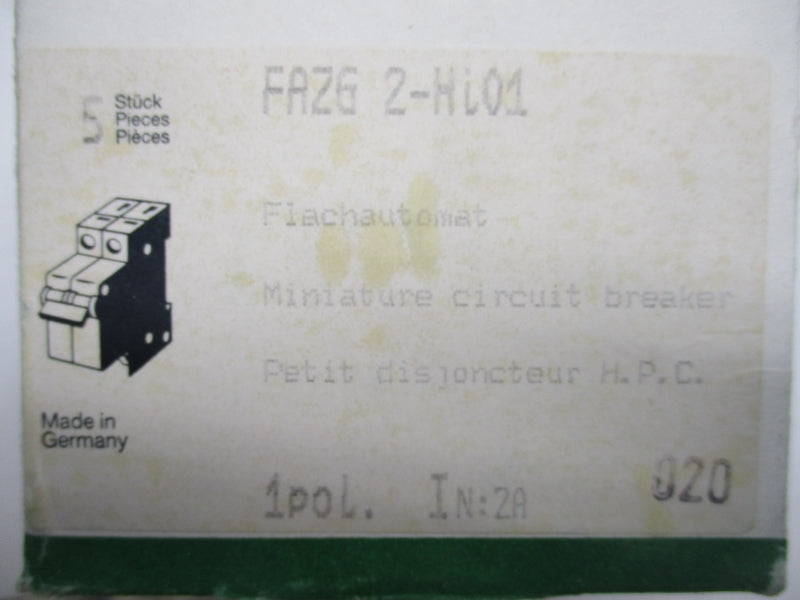 FAZG 2-Hi01
5 Stück
Pieces
Pièces
Flachautomat
Miniature circuit breaker
Petit disjoncteur H.P.C.
Made in
Germany
1pol. IN:2A
020